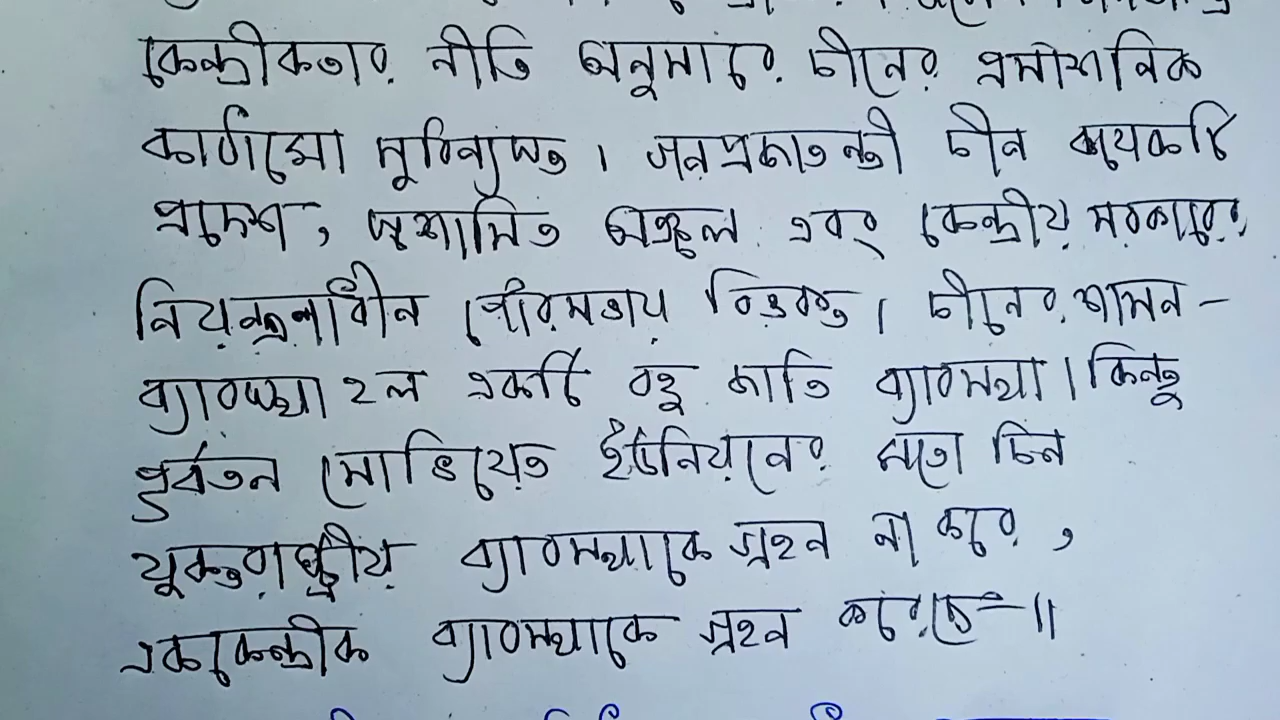 কেন্দ্রীকতার নীতি অনুসারে চীনের প্রশাসনিক
কাঠামো সুবিন্যস্ত। জনপ্রজাতন্ত্রী চীন কয়েকটি
প্রদেশ, স্বশাসিত অঞ্চল এবং কেন্দ্রীয় সরকারের
নিয়ন্ত্রণাধীন পৌরসভায় বিভক্ত। চীনের শাসন-
ব্যাবস্থা হল একটি বহু জাতি ব্যাবস্থা। কিন্তু
পূর্বতন সোভিয়েত ইউনিয়নের মতো চিন
যুক্তরাষ্ট্রীয় ব্যাবস্থাকে গ্রহন না করে,
এককেন্দ্রীক ব্যাবস্থাকে গ্রহন করেছে—॥